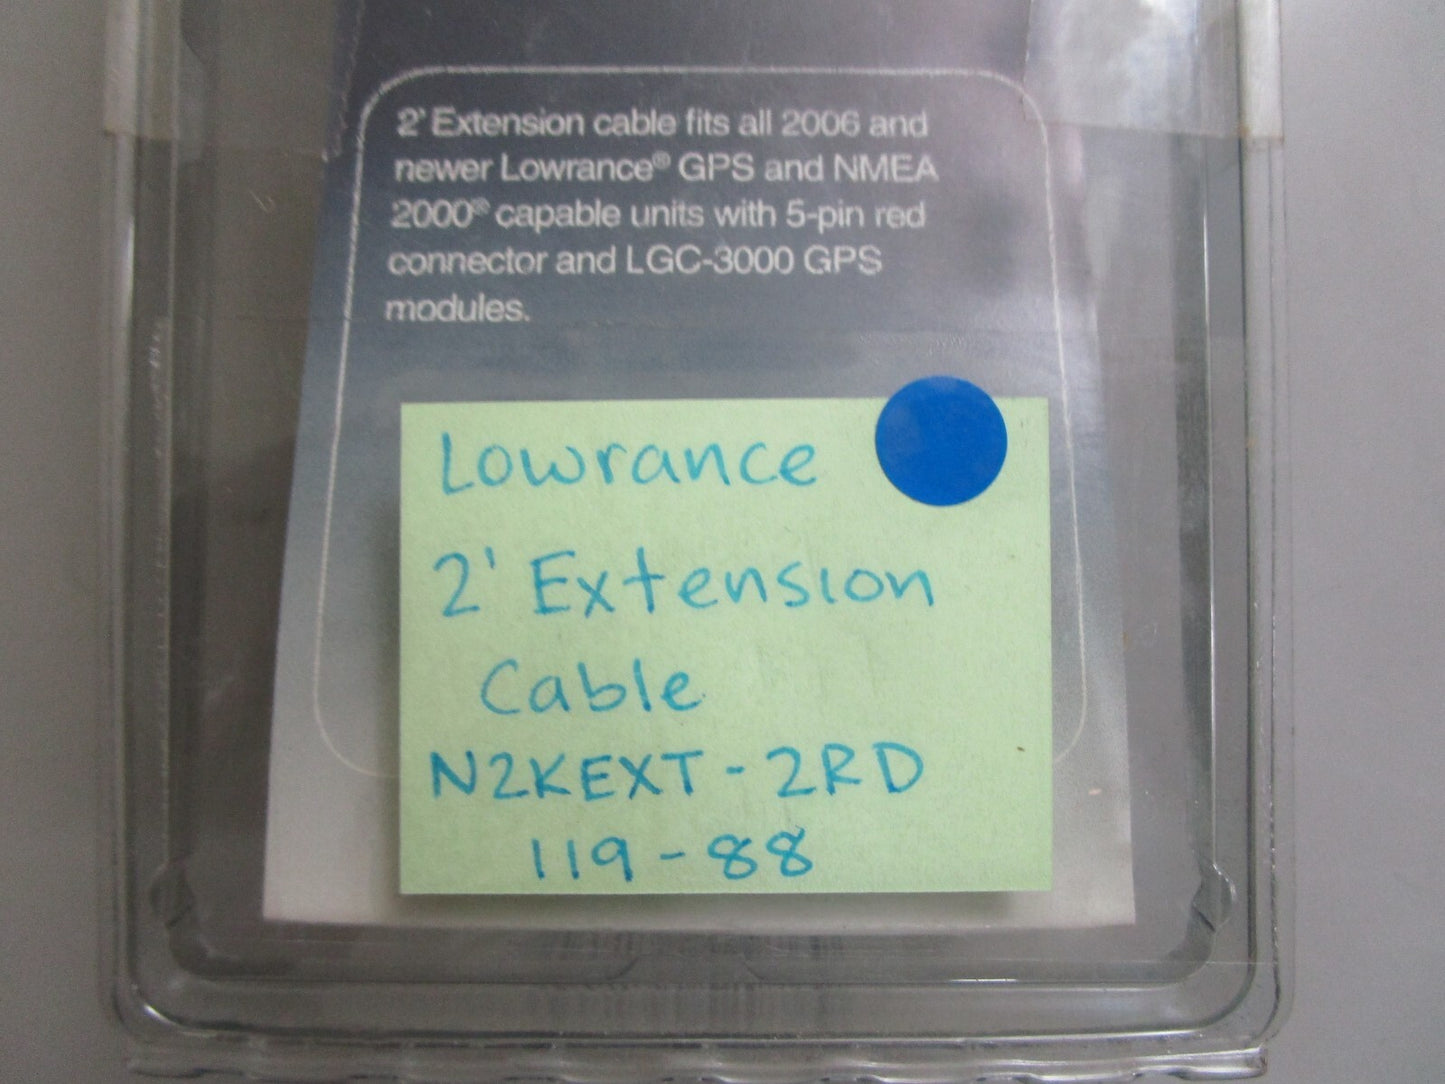 2' Extension cable fits all 2006 and
newer Lowrance® GPS and NMEA
2000® capable units with 5-pin red
connector and LGC-3000 GPS
modules.
Lowrance
2' Extension
Cable
N2KEXT-2RD
119-88